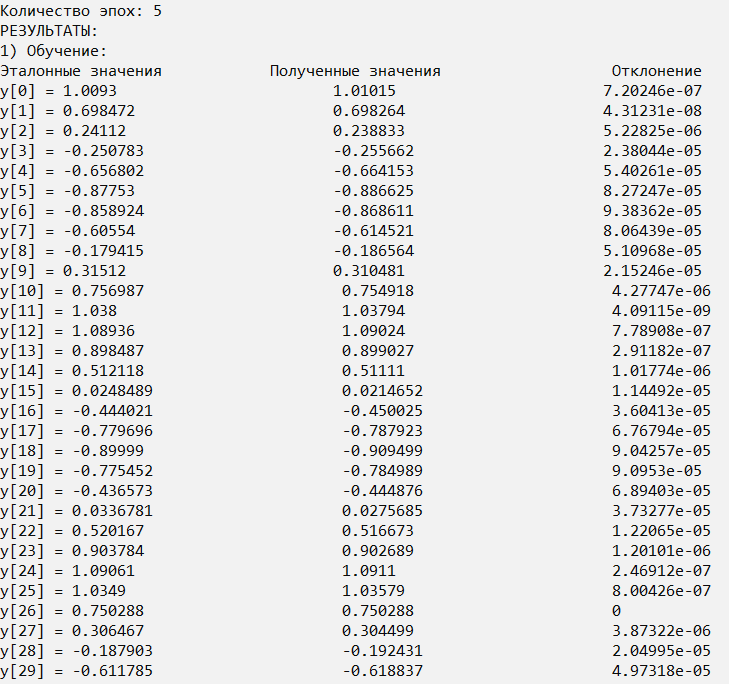 Количество эпох: 5
РЕЗУЛЬТАТЫ:
1) Обучение:
Эталонные значения Полученные значения Отклонение
y[0] = 1.0093 1.01015 7.20246e-07
y[1] = 0.698472 0.698264 4.31231e-08
y[2] = 0.24112 0.238833 5.22825e-06
y[3] = -0.250783 -0.255662 2.38044e-05
y[4] = -0.656802 -0.664153 5.40261e-05
y[5] = -0.87753 -0.886625 8.27247e-05
y[6] = -0.858924 -0.868611 9.38362e-05
y[7] = -0.60554 -0.614521 8.06439e-05
y[8] = -0.179415 -0.186564 5.10968e-05
y[9] = 0.31512 0.310481 2.15246e-05
y[10] = 0.756987 0.754918 4.27747e-06
y[11] = 1.038 1.03794 4.09115e-09
y[12] = 1.08936 1.09024 7.78908e-07
y[13] = 0.898487 0.899027 2.91182e-07
y[14] = 0.512118 0.51111 1.01774e-06
y[15] = 0.0248489 0.0214652 1.14492e-05
y[16] = -0.444021 -0.450025 3.60413e-05
y[17] = -0.779696 -0.787923 6.76794e-05
y[18] = -0.89999 -0.909499 9.04257e-05
y[19] = -0.775452 -0.784989 9.0953e-05
y[20] = -0.436573 -0.444876 6.89403e-05
y[21] = 0.0336781 0.0275685 3.73277e-05
y[22] = 0.520167 0.516673 1.22065e-05
y[23] = 0.903784 0.902689 1.20101e-06
y[24] = 1.09061 1.0911 2.46912e-07
y[25] = 1.0349 1.03579 8.00426e-07
y[26] = 0.750288 0.750288 0
y[27] = 0.306467 0.304499 3.87322e-06
y[28] = -0.187903 -0.192431 2.04995e-05
y[29] = -0.611785 -0.618837 4.97318e-05